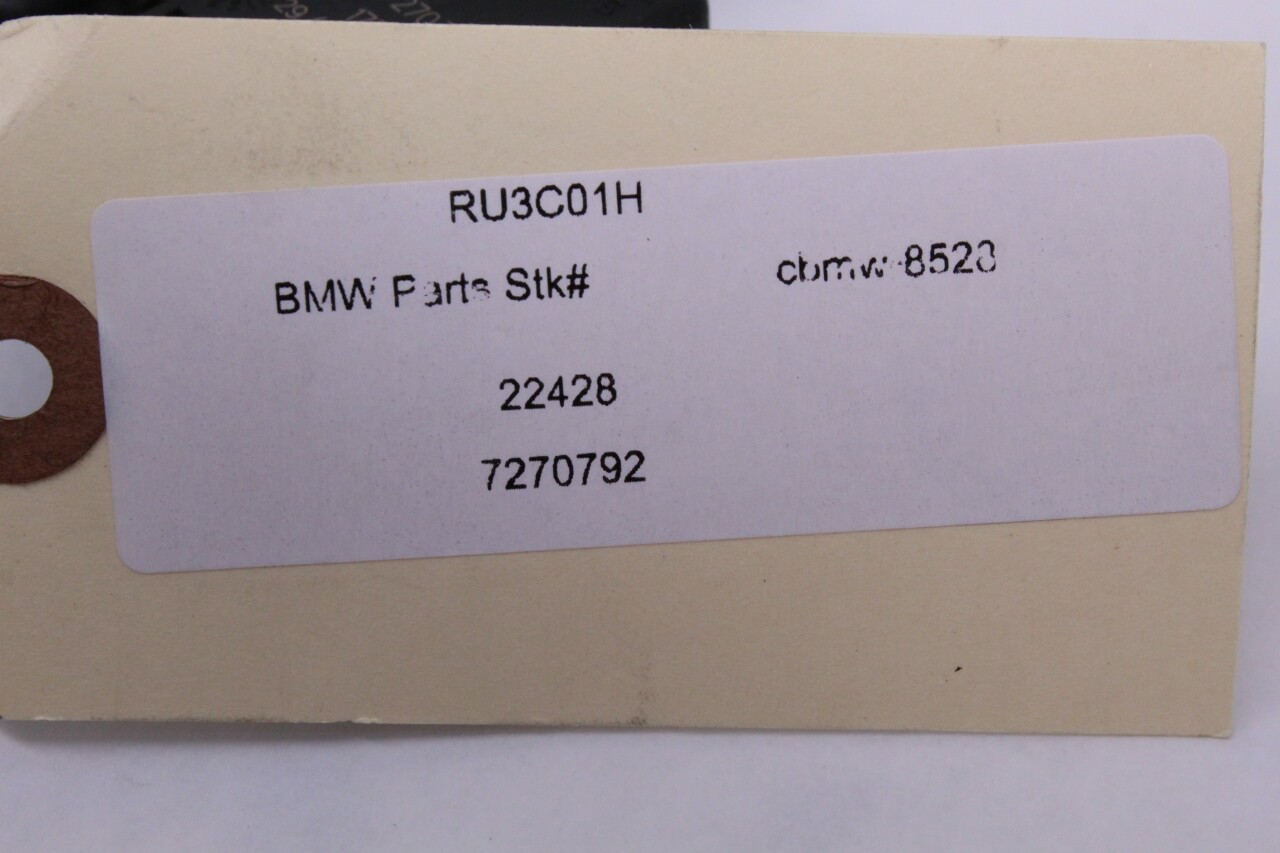 RU3C01H
BMW Parts Stk# cbmw-8523
22428
7270792